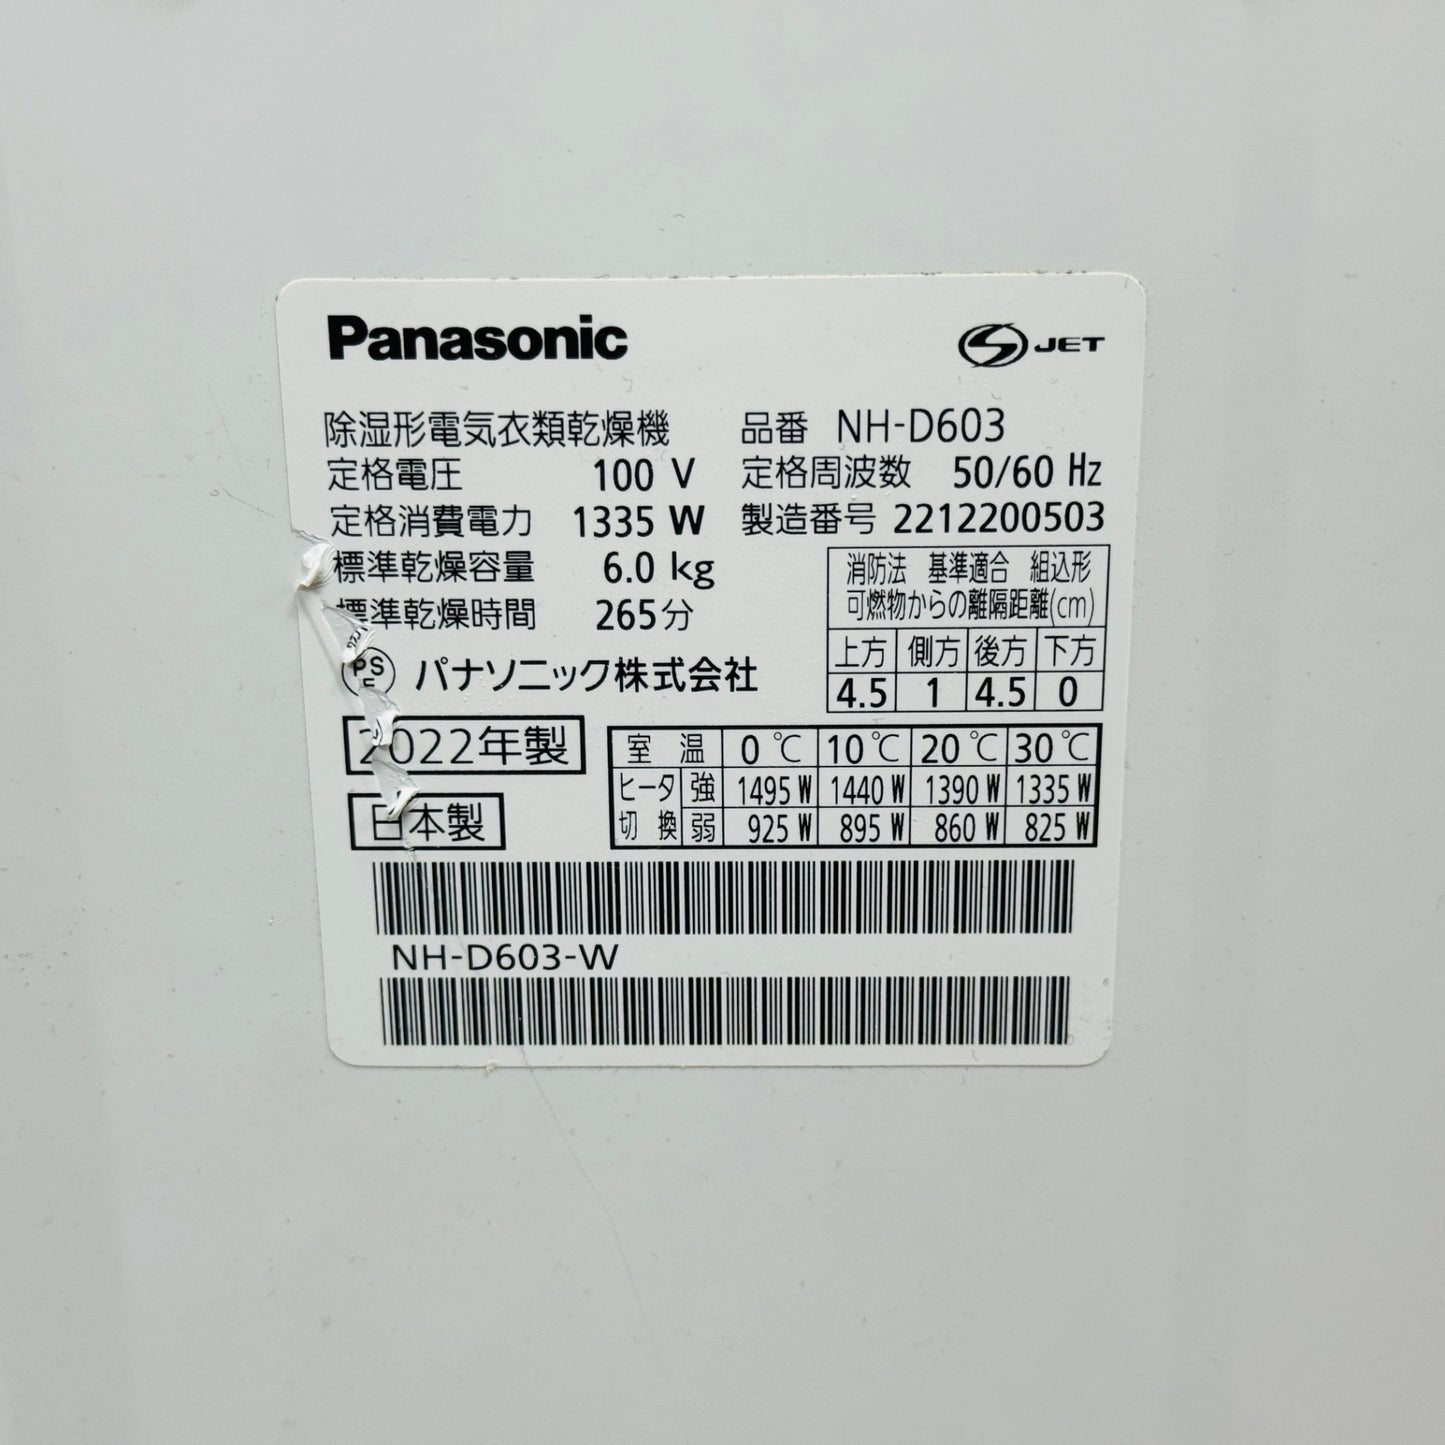 Panasonic
JET
除湿形電気衣類乾燥機 品番 NH-D603
定格電圧 100 V 定格周波数 50/60 Hz
定格消費電力 1335 W 製造番号 2212200503
標準乾燥容量 6.0 kg
標準乾燥時間 265分
消防法 基準適合 組込形
可燃物からの離隔距離(cm)
上方 側方 後方 下方
4.5 1 4.5 0
PS
E
パナソニック株式会社
2022年製
日本製
室温 0℃ 10℃ 20℃ 30℃
ヒータ 強 1495 W 1440 W 1390 W 1335 W
切換 弱 925 W 895 W 860 W 825 W
NH-D603-W